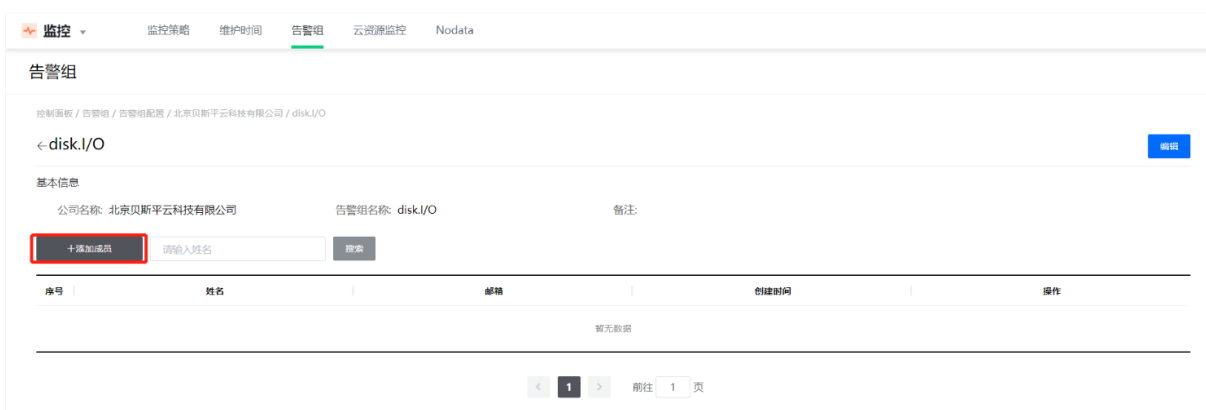 监控 监控策略 维护时间 告警组 云资源监控 Nodata
告警组
控制面板 / 告警组 / 告警组配置 / 北京贝斯平云科技有限公司 / disk.I/O
←disk.I/O 编辑
基本信息
公司名称: 北京贝斯平云科技有限公司 告警组名称: disk.I/O 备注:
+添加成员 请输入姓名 搜索
序号 姓名 邮箱 创建时间 操作
暂无数据
< 1 > 前往 1 页